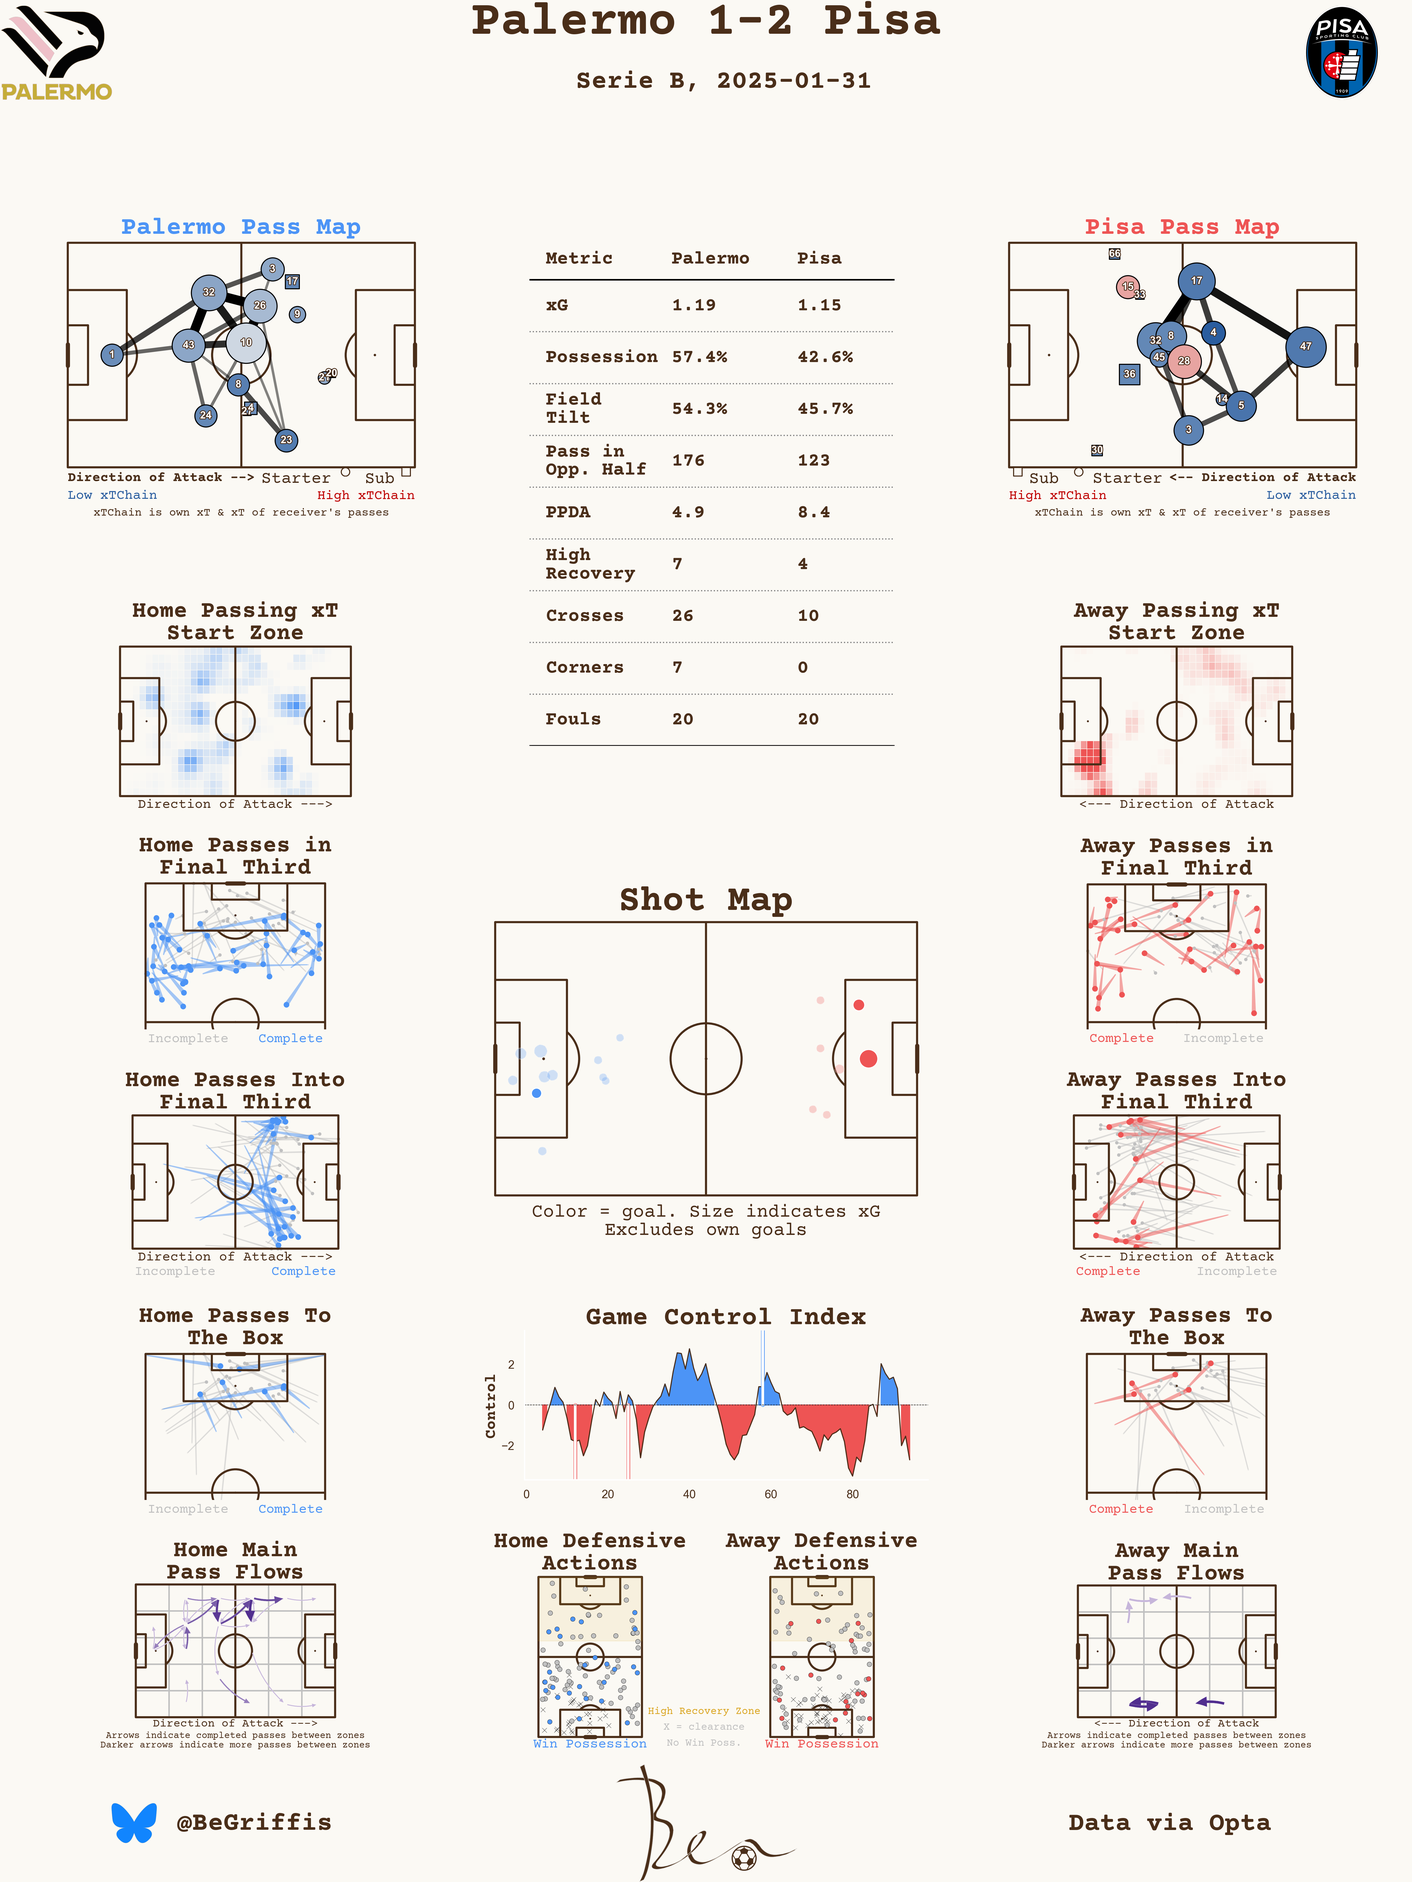 Palermo 1-2 Pisa
Serie B, 2025-01-31
PALERMO
PISA
SPORTING CLUB
1909
Palermo Pass Map
3
17
32
26
9
43
10
1
20
8
24
23
Direction of Attack --> Starter Sub
Low xTChain High xTChain
xTChain is own xT & xT of receiver's passes
Metric Palermo Pisa
xG 1.19 1.15
Possession 57.4% 42.6%
Field
Tilt 54.3% 45.7%
Pass in
Opp. Half 176 123
PPDA 4.9 8.4
High
Recovery 7 4
Crosses 26 10
Corners 7 0
Fouls 20 20
Pisa Pass Map
66
15
33
17
32
8
4
47
45
28
36
14
5
3
30
Sub Starter <-- Direction of Attack
High xTChain Low xTChain
xTChain is own xT & xT of receiver's passes
Home Passing xT
Start Zone
Direction of Attack --->
Away Passing xT
Start Zone
<--- Direction of Attack
Home Passes in
Final Third
Incomplete Complete
Away Passes in
Final Third
Complete Incomplete
Shot Map
Color = goal. Size indicates xG
Excludes own goals
Home Passes Into
Final Third
Direction of Attack --->
Incomplete Complete
Away Passes Into
Final Third
<--- Direction of Attack
Complete Incomplete
Home Passes To
The Box
Incomplete Complete
Game Control Index
Control
2
0
−2
0 20 40 60 80
Away Passes To
The Box
Complete Incomplete
Home Main
Pass Flows
Direction of Attack --->
Arrows indicate completed passes between zones
Darker arrows indicate more passes between zones
Home Defensive
Actions
Win Possession
Away Defensive
Actions
Win Possession
High Recovery Zone
X = clearance
No Win Poss.
Away Main
Pass Flows
<--- Direction of Attack
Arrows indicate completed passes between zones
Darker arrows indicate more passes between zones
@BeGriffis
Ben
Data via Opta